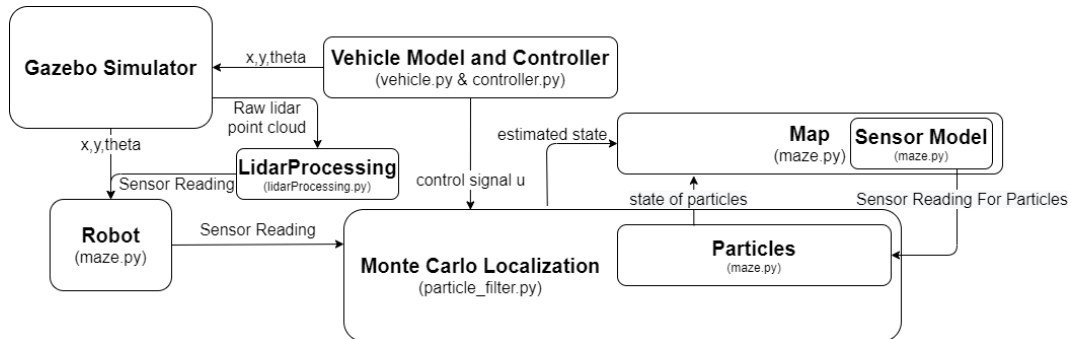 Gazebo Simulator
x,y,theta
Vehicle Model and Controller
(vehicle.py & controller.py)
Raw lidar
point cloud
x,y,theta
LidarProcessing
(lidarProcessing.py)
Sensor Reading
control signal u
estimated state
Map
(maze.py)
Sensor Model
(maze.py)
state of particles
Sensor Reading For Particles
Robot
(maze.py)
Sensor Reading
Monte Carlo Localization
(particle_filter.py)
Particles
(maze.py)